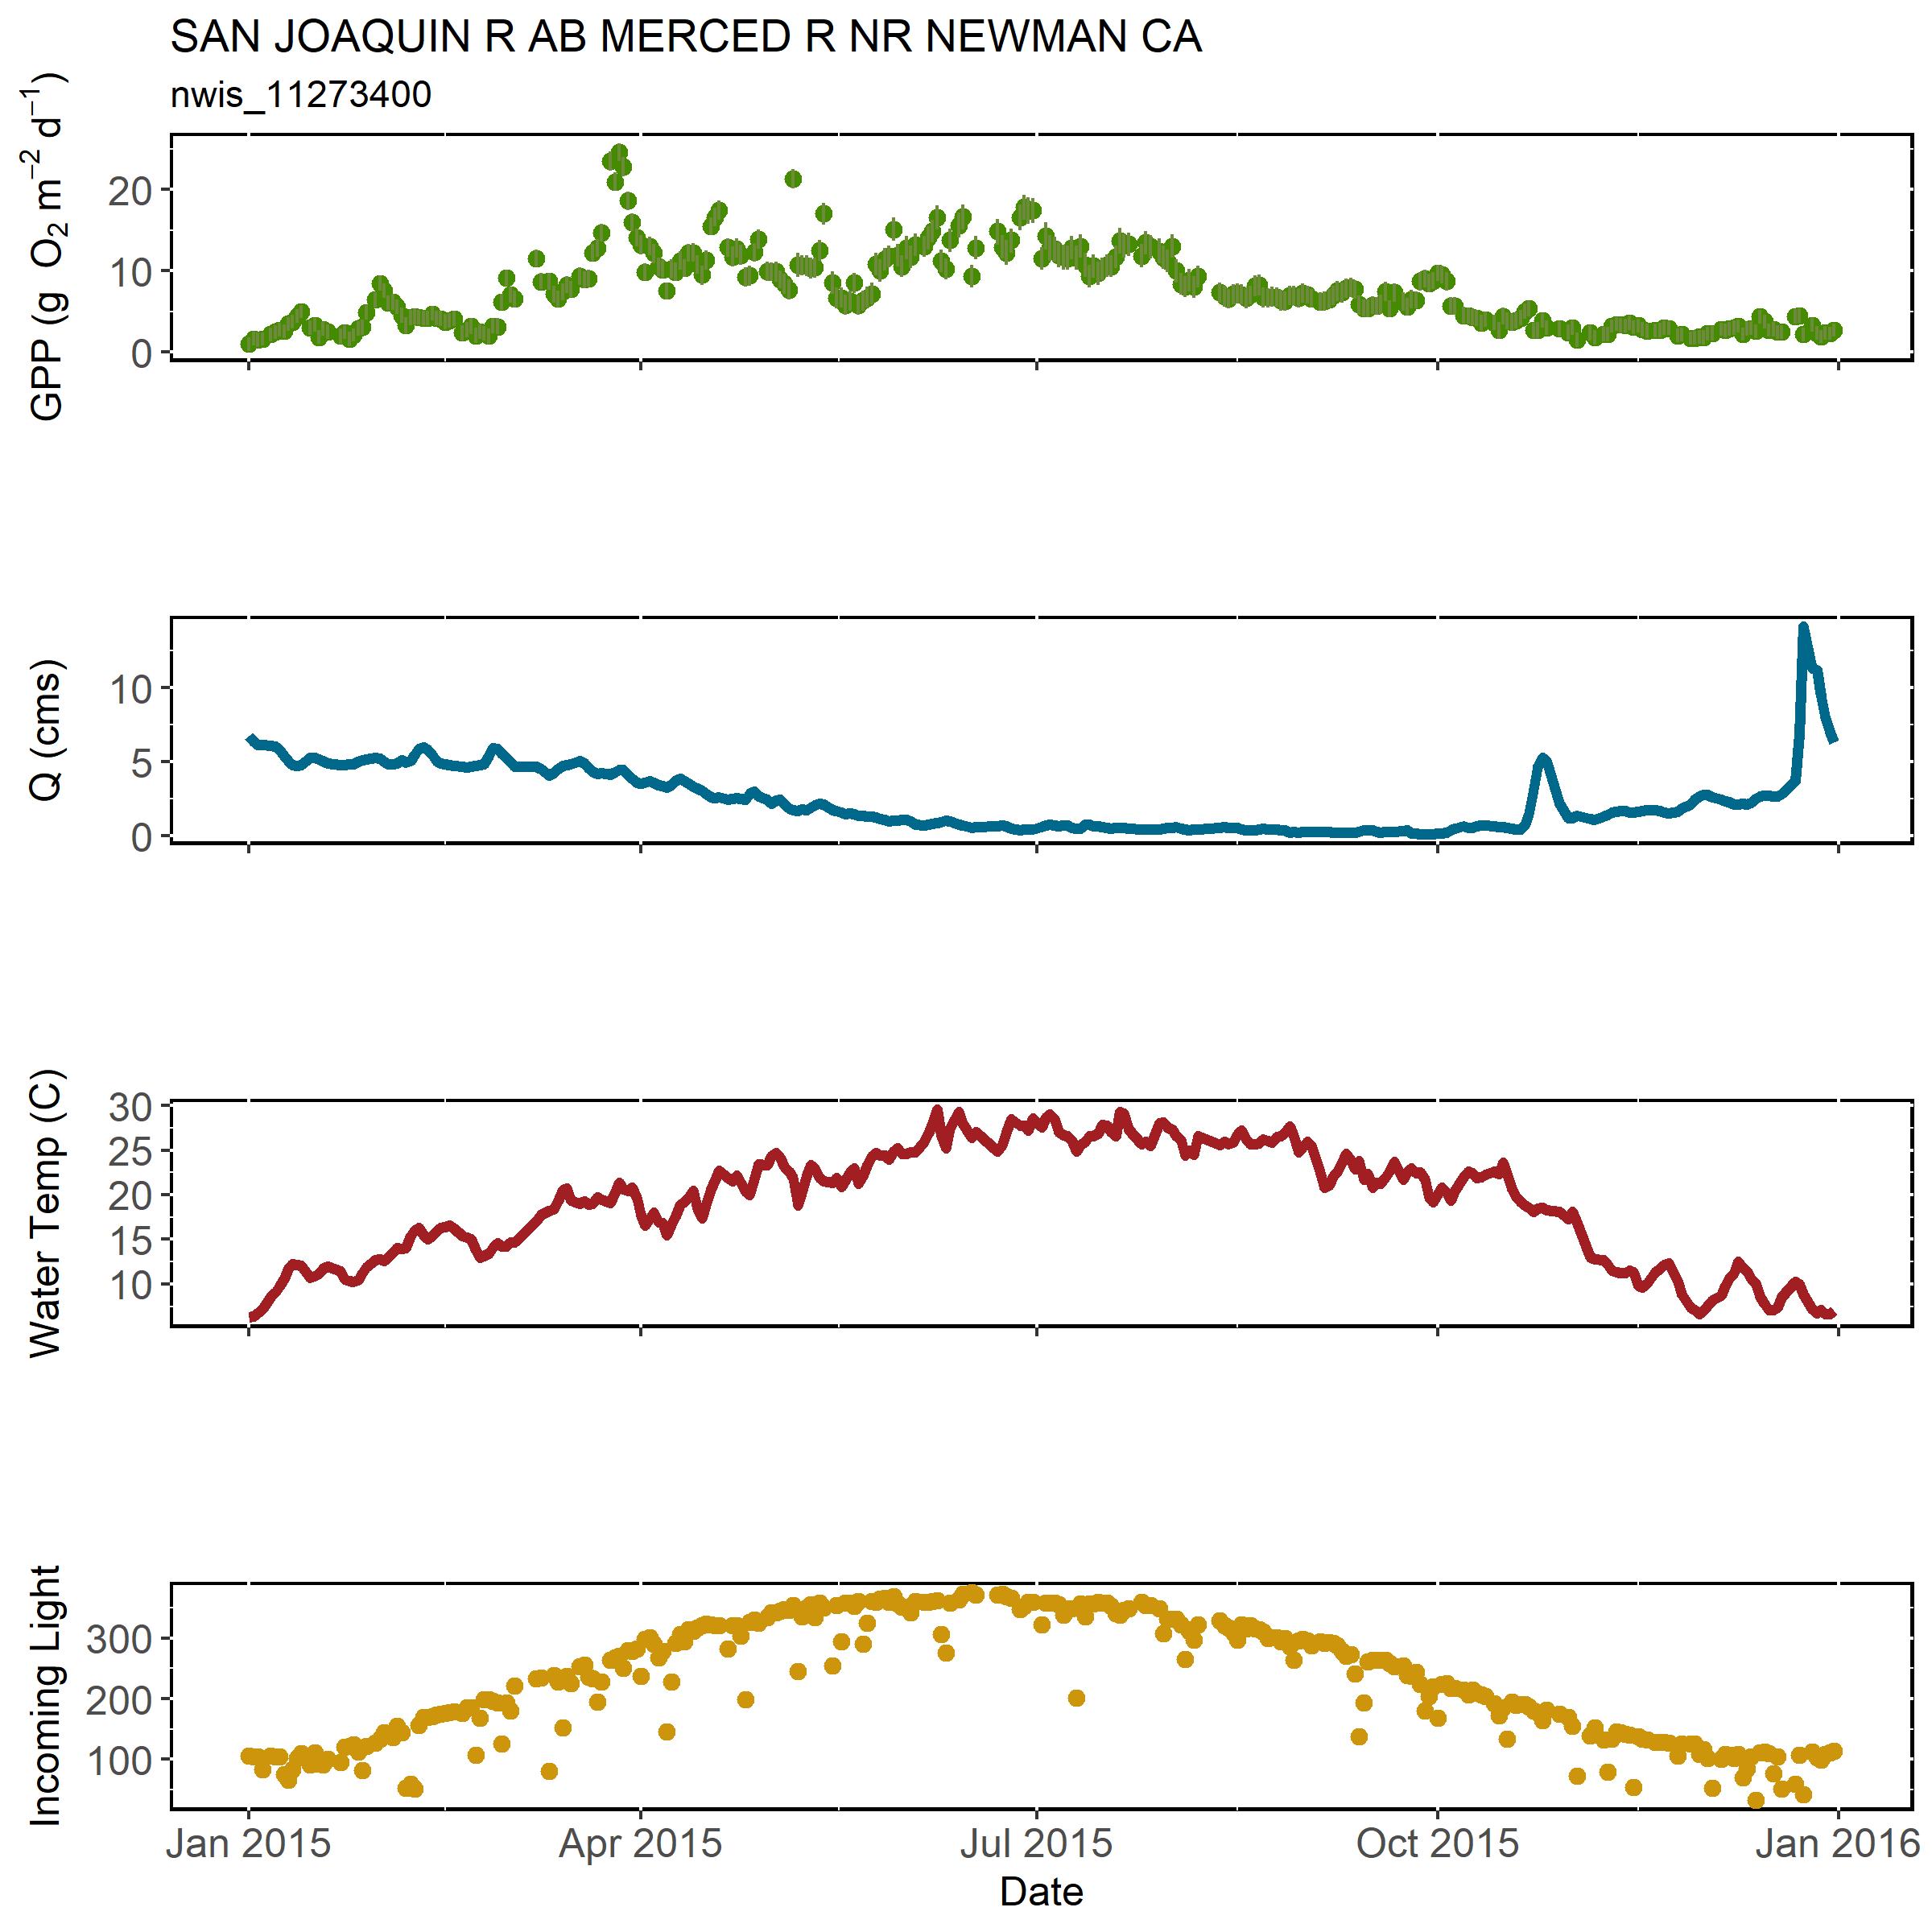 SAN JOAQUIN R AB MERCED R NR NEWMAN CA
nwis_11273400
GPP (g O₂ m⁻² d⁻¹)
20
10
0
Q (cms)
10
5
0
Water Temp (C)
30
25
20
15
10
Incoming Light
300
200
100
Jan 2015 Apr 2015 Jul 2015 Oct 2015 Jan 2016
Date